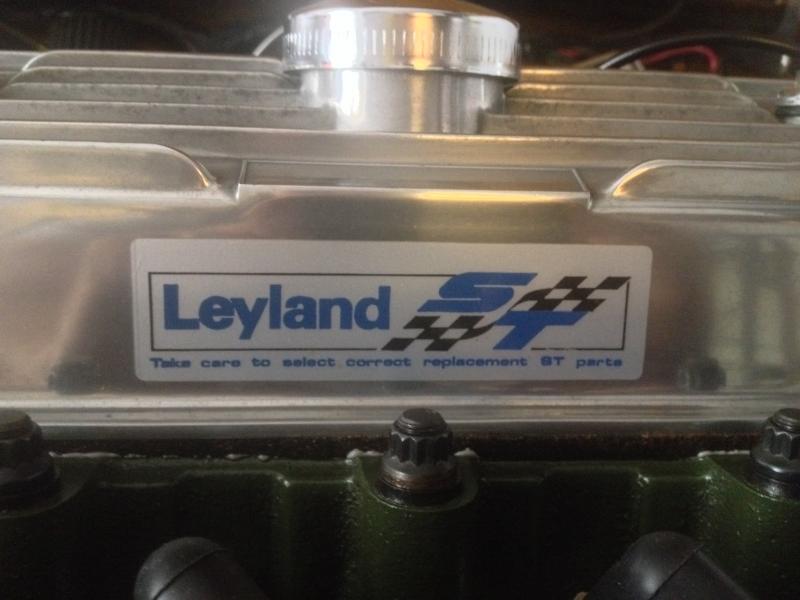 Leyland ST
Take care to select correct replacement ST parts